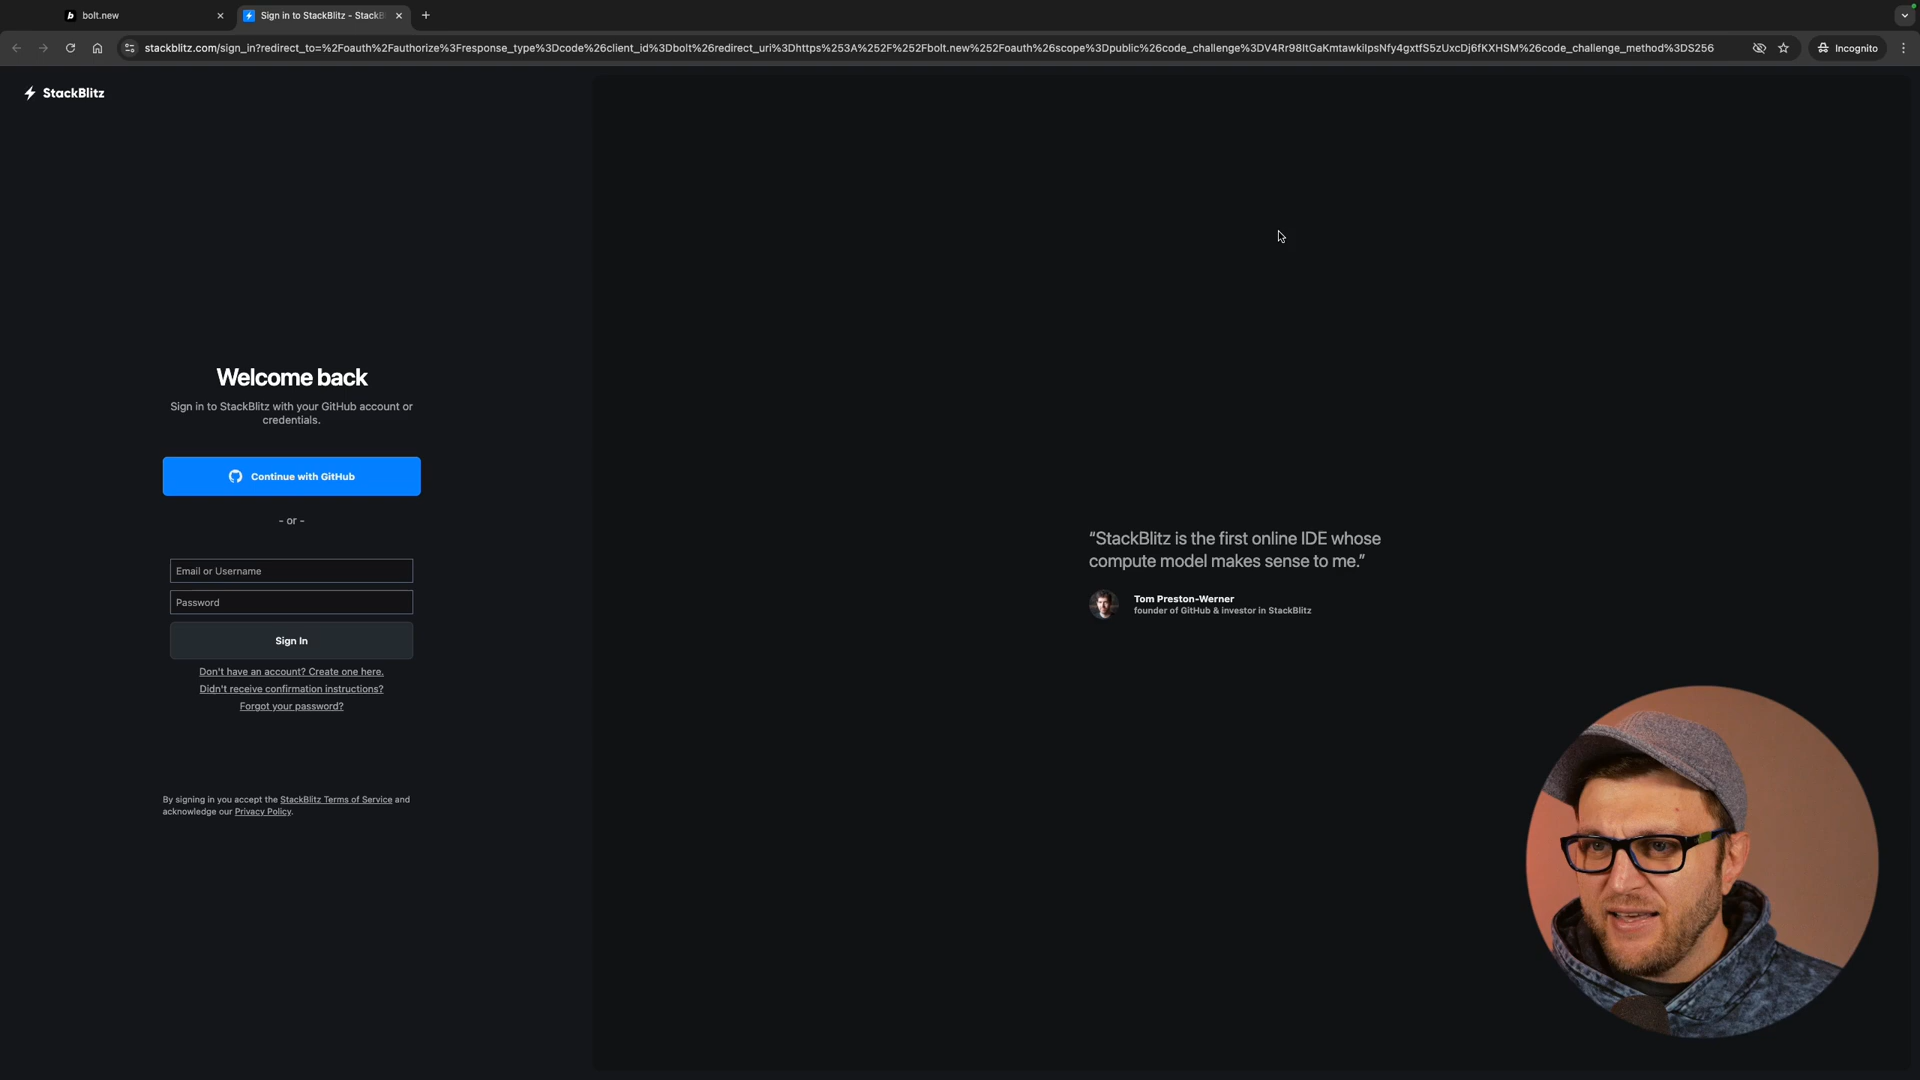 bolt.new
Sign in to StackBlitz - StackB
stackblitz.com/sign_in?redirect_to=%2Foauth%2Fauthorize%3Fresponse_type%3Dcode%26client_id%3Dbolt%26redirect_uri%3Dhttps%253A%252F%252Fbolt.new%252Foauth%26scope%3Dpublic%26code_challenge%3DV4Rr98ItGaKmtawkiIpsNfy4gxtfS5zUxcDj6fKXHSM%26code_challenge_method%3DS256
Incognito
StackBlitz
Welcome back
Sign in to StackBlitz with your GitHub account or
credentials.
Continue with GitHub
- or -
Email or Username
Password
Sign In
Don't have an account? Create one here.
Didn't receive confirmation instructions?
Forgot your password?
By signing in you accept the StackBlitz Terms of Service and
acknowledge our Privacy Policy.
“StackBlitz is the first online IDE whose
compute model makes sense to me.”
Tom Preston-Werner
founder of GitHub & investor in StackBlitz